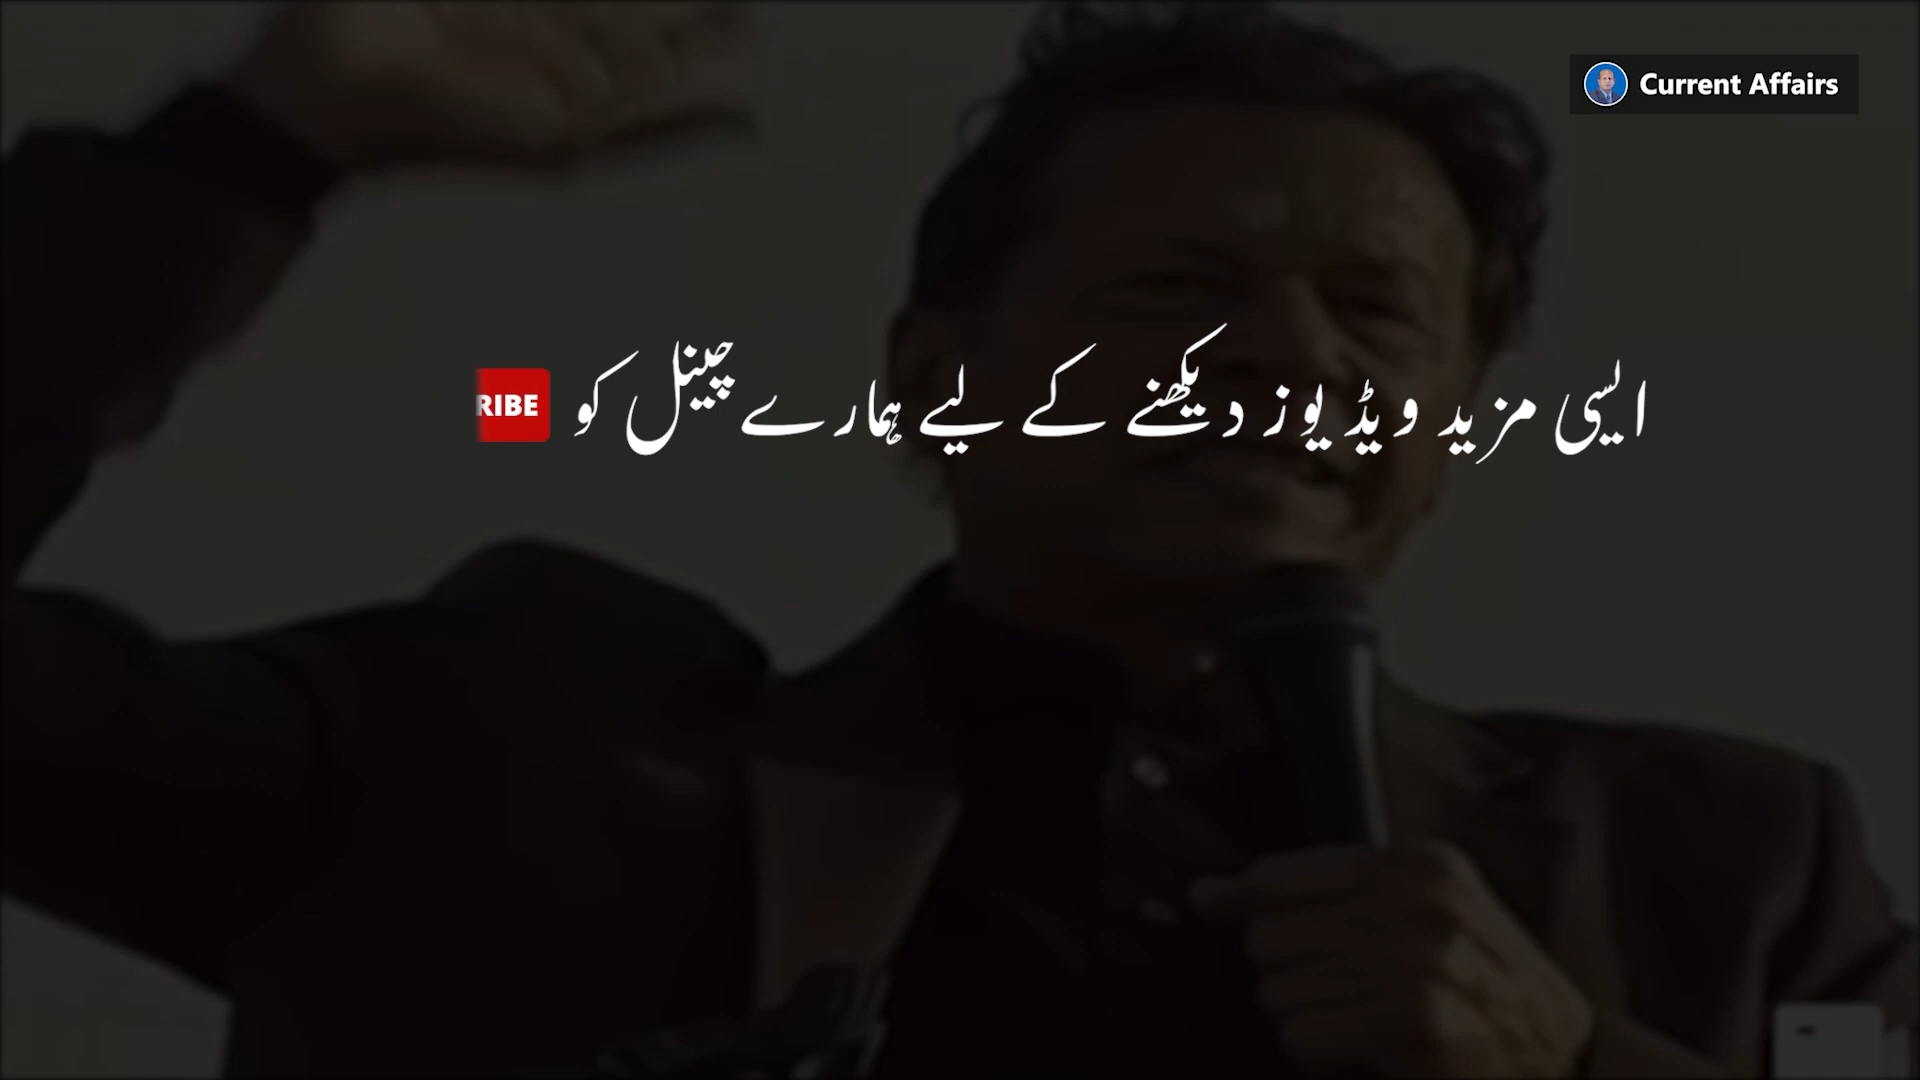 Current Affairs
ایسی مزید ویڈیوز دیکھنے کے لیے ہمارے چینل کو RIBE